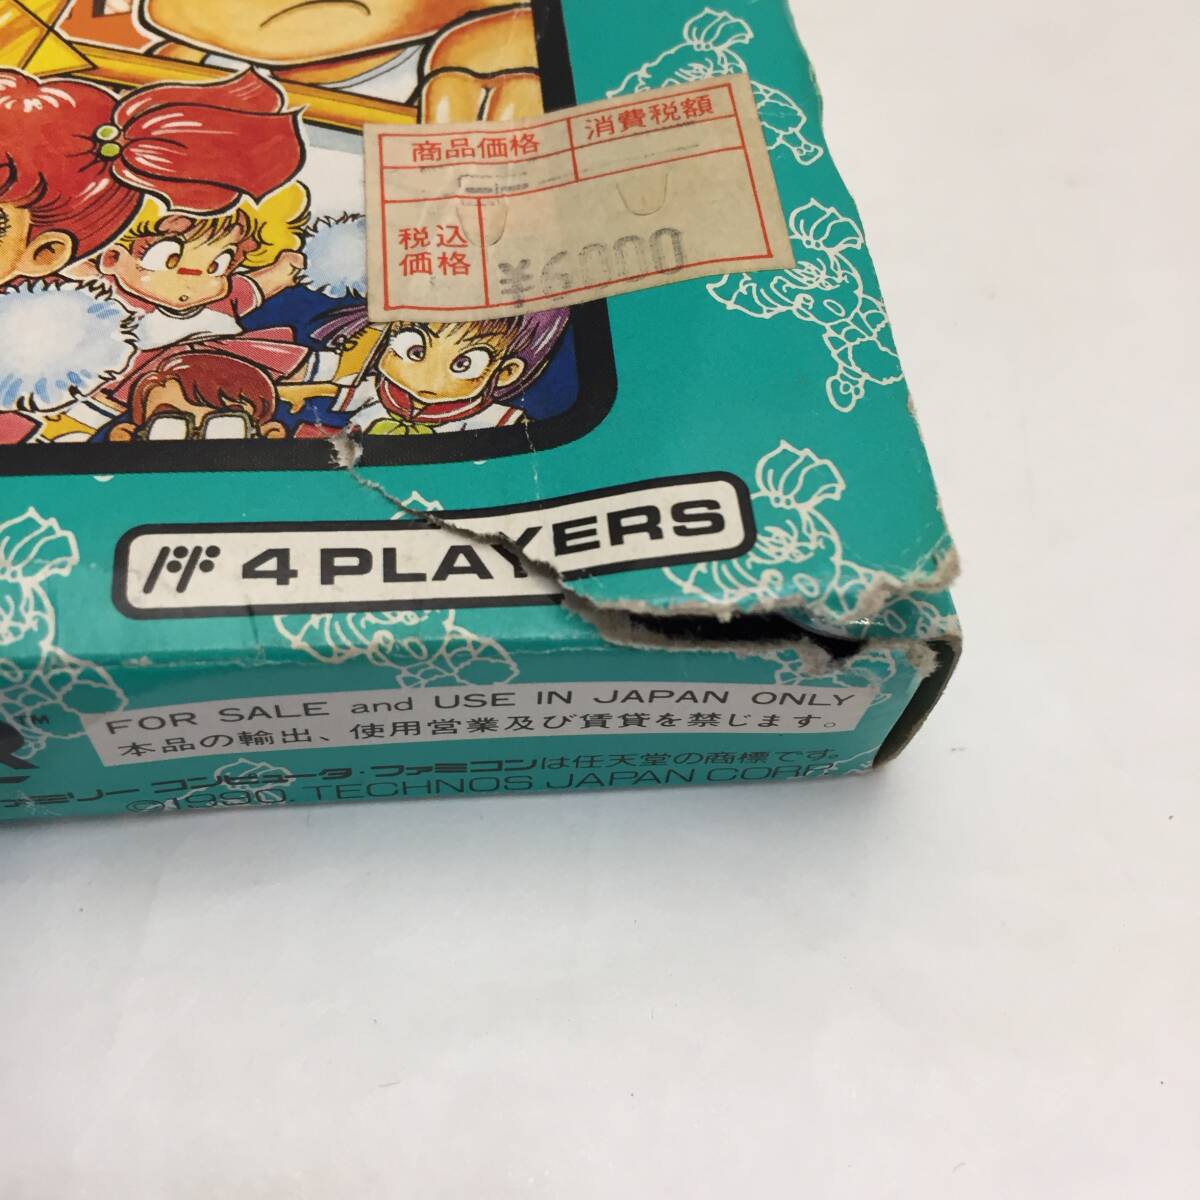 商品価格 消費税額
税込
価格
4 PLAYERS
R™
FOR SALE and USE IN JAPAN ONLY
本品の輸出、使用営業及び賃貸を禁じます。
ファミリー コンピュータ・ファミコンは任天堂の商標です。
©1990. TECHNOS JAPAN CORP.